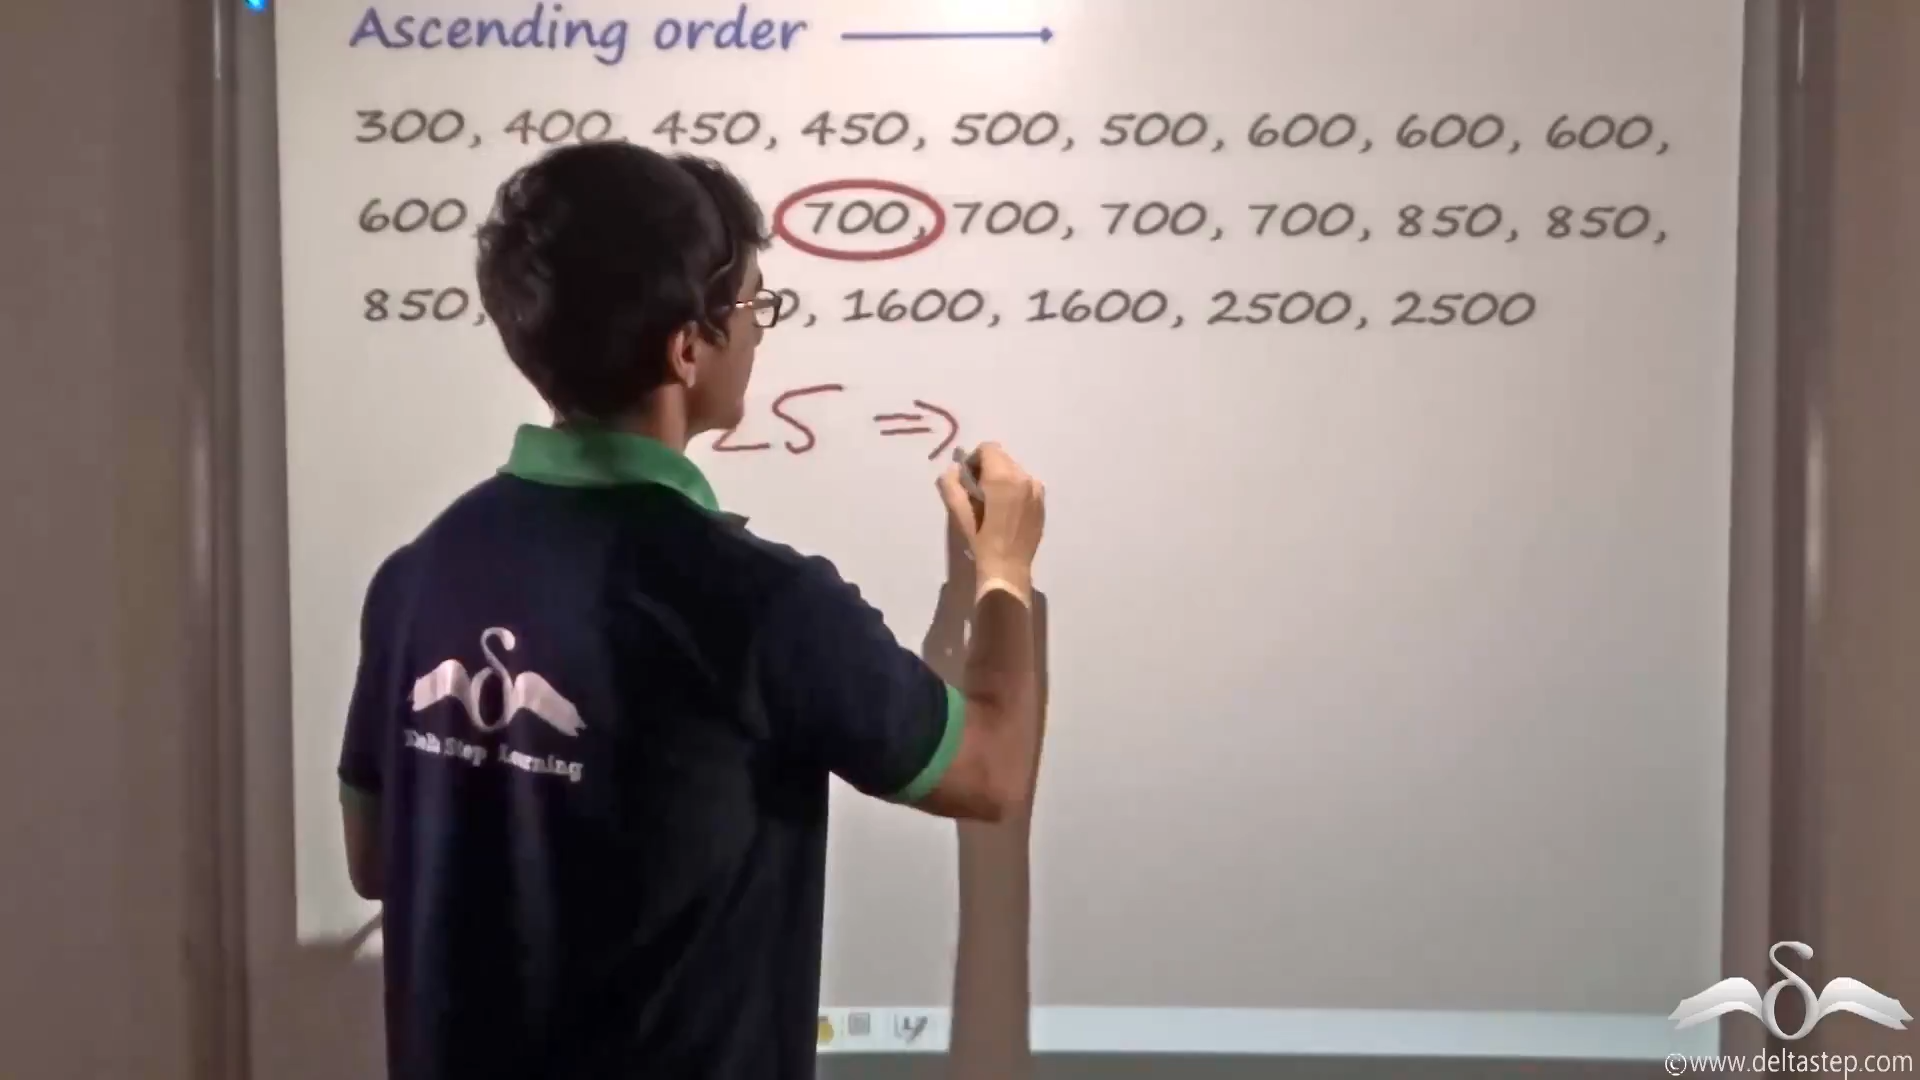 Ascending order
300, 400, 450, 450, 500, 500, 600, 600, 600,
600, 700, 700, 700, 700, 850, 850,
850, 1600, 1600, 2500, 2500
25 ⇒
Step Learning
©www.deltastep.com